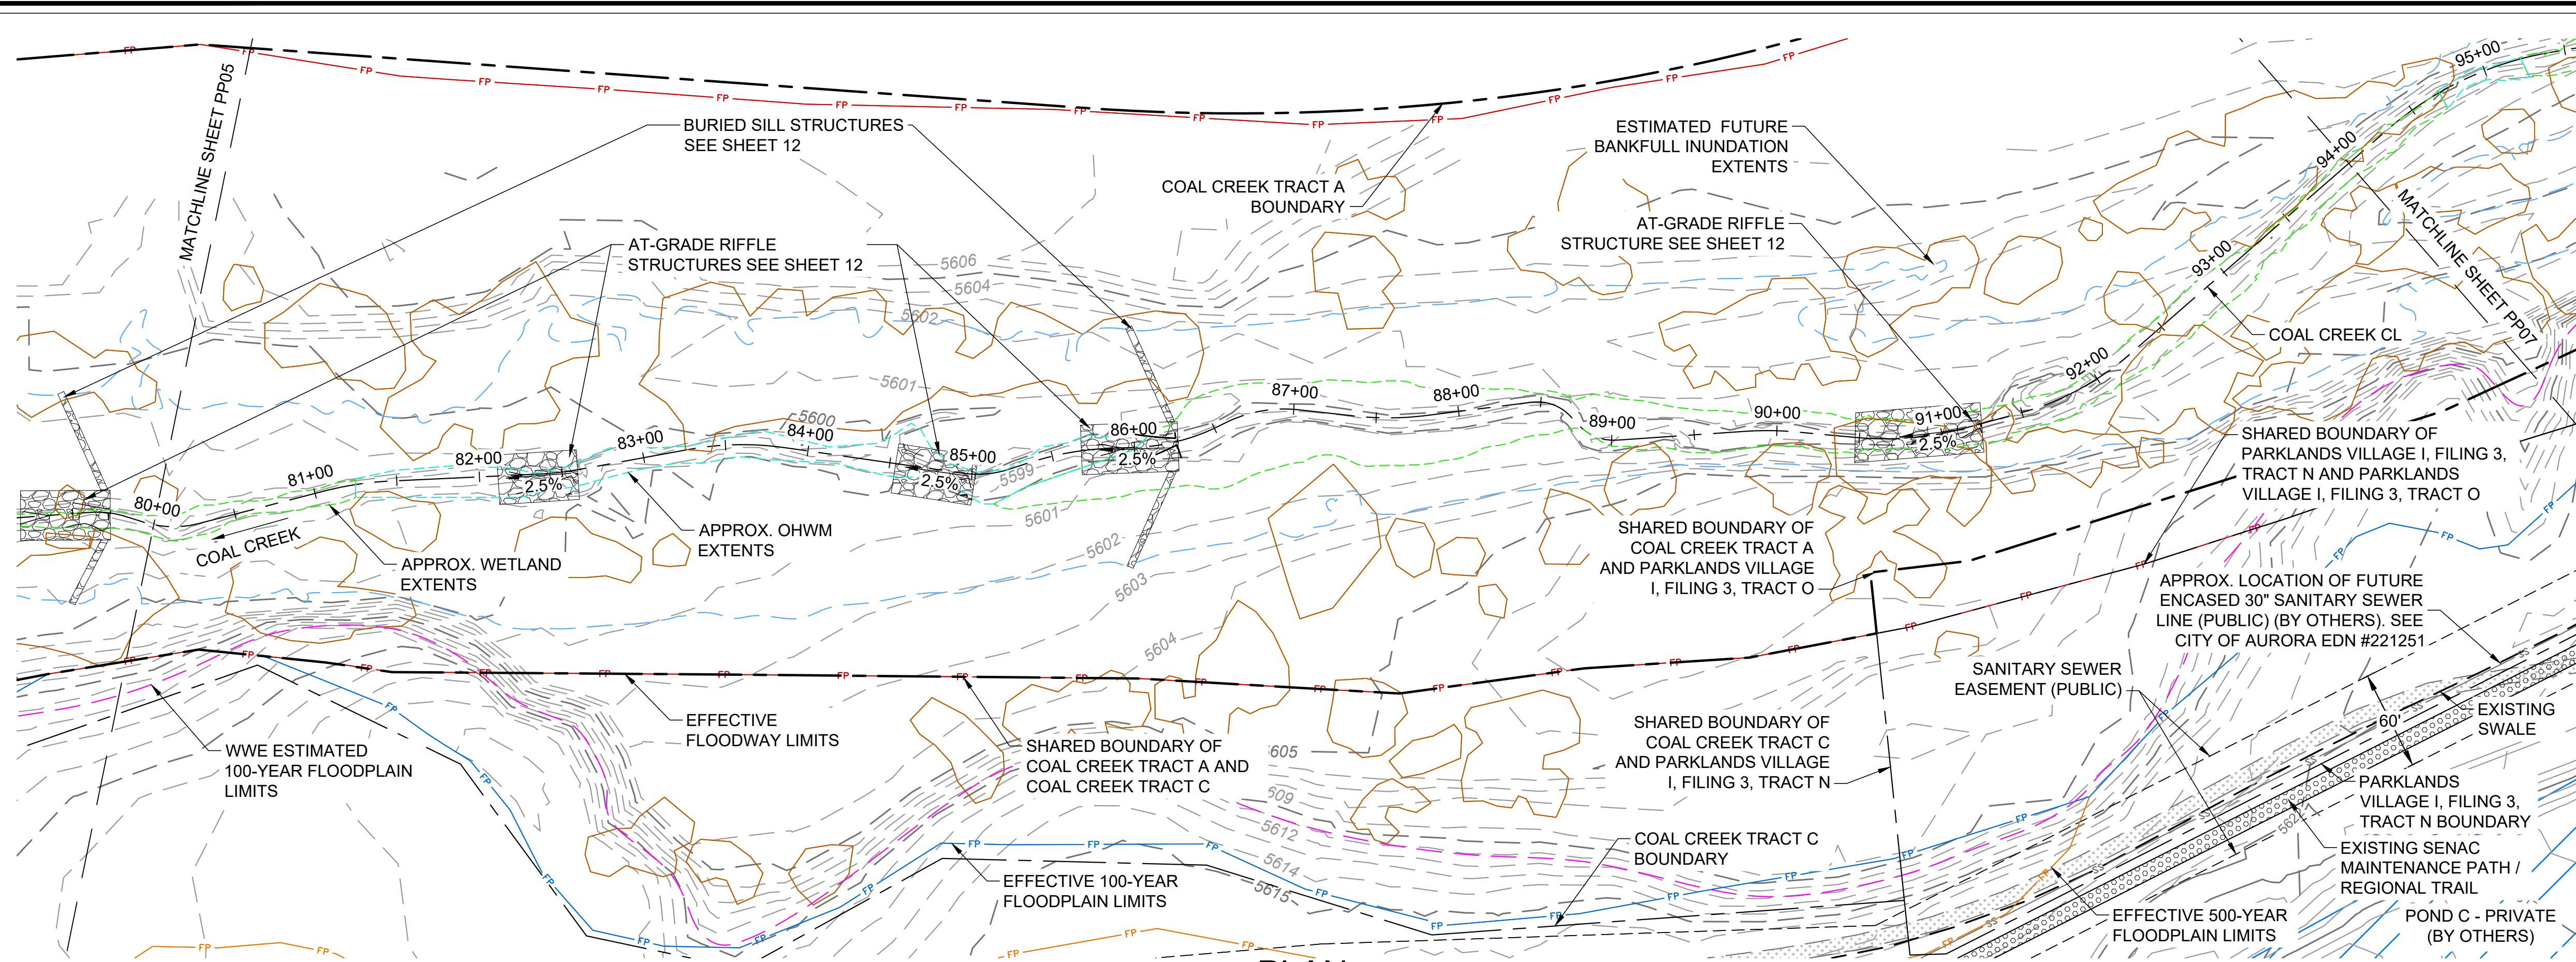 MATCHLINE SHEET PP05
BURIED SILL STRUCTURES
SEE SHEET 12
AT-GRADE RIFFLE
STRUCTURES SEE SHEET 12
COAL CREEK TRACT A
BOUNDARY
ESTIMATED FUTURE
BANKFULL INUNDATION
EXTENTS
AT-GRADE RIFFLE
STRUCTURE SEE SHEET 12
MATCHLINE SHEET PP07
COAL CREEK CL
80+00
81+00
82+00
83+00
84+00
85+00
86+00
87+00
88+00
89+00
90+00
91+00
92+00
93+00
94+00
95+00
2.5%
2.5%
2.5%
2.5%
5606
5604
5602
5601
5600
5599
5601
5602
5603
5604
5609
5612
5614
5615
COAL CREEK
APPROX. WETLAND
EXTENTS
APPROX. OHWM
EXTENTS
SHARED BOUNDARY OF
PARKLANDS VILLAGE I, FILING 3,
TRACT N AND PARKLANDS
VILLAGE I, FILING 3, TRACT O
SHARED BOUNDARY OF
COAL CREEK TRACT A
AND PARKLANDS VILLAGE
I, FILING 3, TRACT O
APPROX. LOCATION OF FUTURE
ENCASED 30" SANITARY SEWER
LINE (PUBLIC) (BY OTHERS). SEE
CITY OF AURORA EDN #221251
SANITARY SEWER
EASEMENT (PUBLIC)
60'
EXISTING
SWALE
WWE ESTIMATED
100-YEAR FLOODPLAIN
LIMITS
EFFECTIVE
FLOODWAY LIMITS
SHARED BOUNDARY OF
COAL CREEK TRACT A AND
COAL CREEK TRACT C
5605
SHARED BOUNDARY OF
COAL CREEK TRACT C
AND PARKLANDS VILLAGE
I, FILING 3, TRACT N
PARKLANDS
VILLAGE I, FILING 3,
TRACT N BOUNDARY
COAL CREEK TRACT C
BOUNDARY
EXISTING SENAC
MAINTENANCE PATH /
REGIONAL TRAIL
EFFECTIVE 100-YEAR
FLOODPLAIN LIMITS
EFFECTIVE 500-YEAR
FLOODPLAIN LIMITS
POND C - PRIVATE
(BY OTHERS)
FP
SS